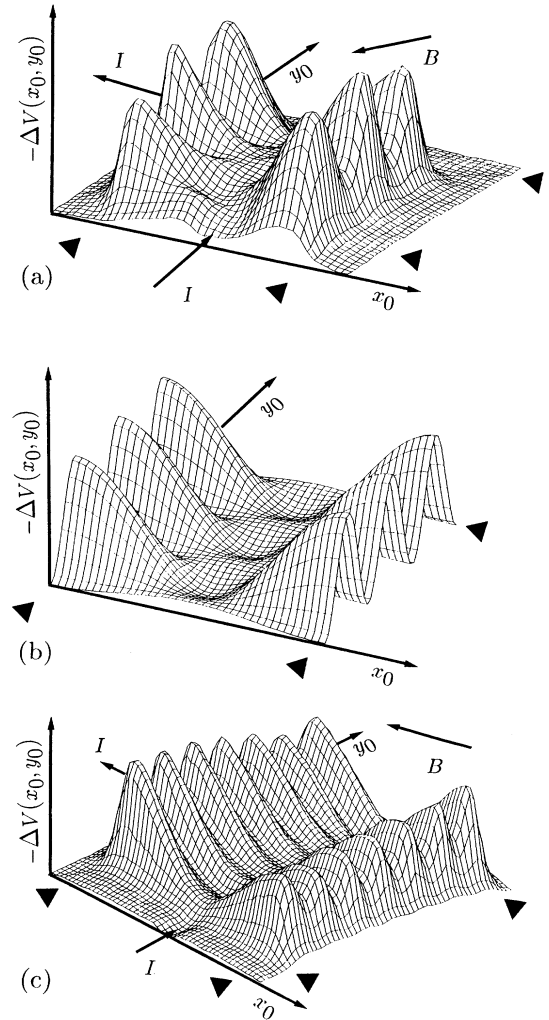 −ΔV(x₀, y₀)
I
y₀
B
I
x₀
(a)
−ΔV(x₀, y₀)
y₀
x₀
(b)
−ΔV(x₀, y₀)
I
y₀
B
I
x₀
(c)